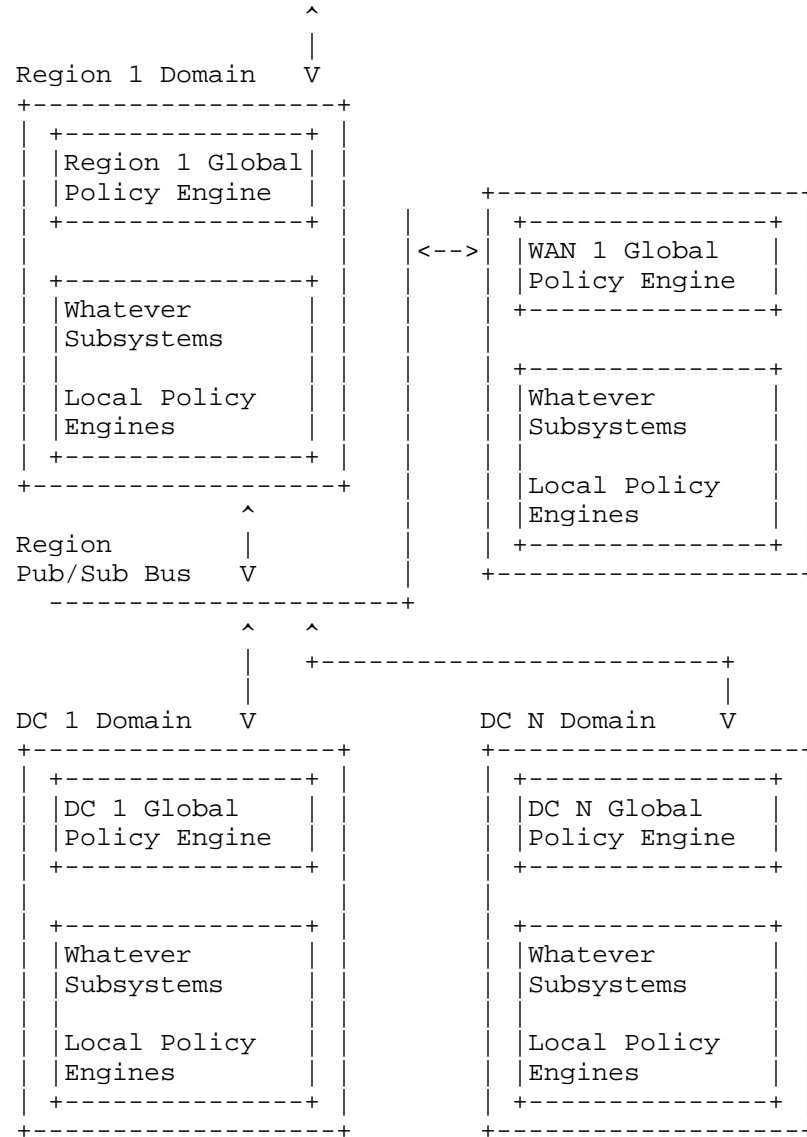 Region 1 Domain V
Region 1 Global
Policy Engine
Whatever
Subsystems
Local Policy
Engines
<-->
WAN 1 Global
Policy Engine
Whatever
Subsystems
Local Policy
Engines
Region
Pub/Sub Bus V
DC 1 Domain V
DC 1 Global
Policy Engine
Whatever
Subsystems
Local Policy
Engines
DC N Domain V
DC N Global
Policy Engine
Whatever
Subsystems
Local Policy
Engines